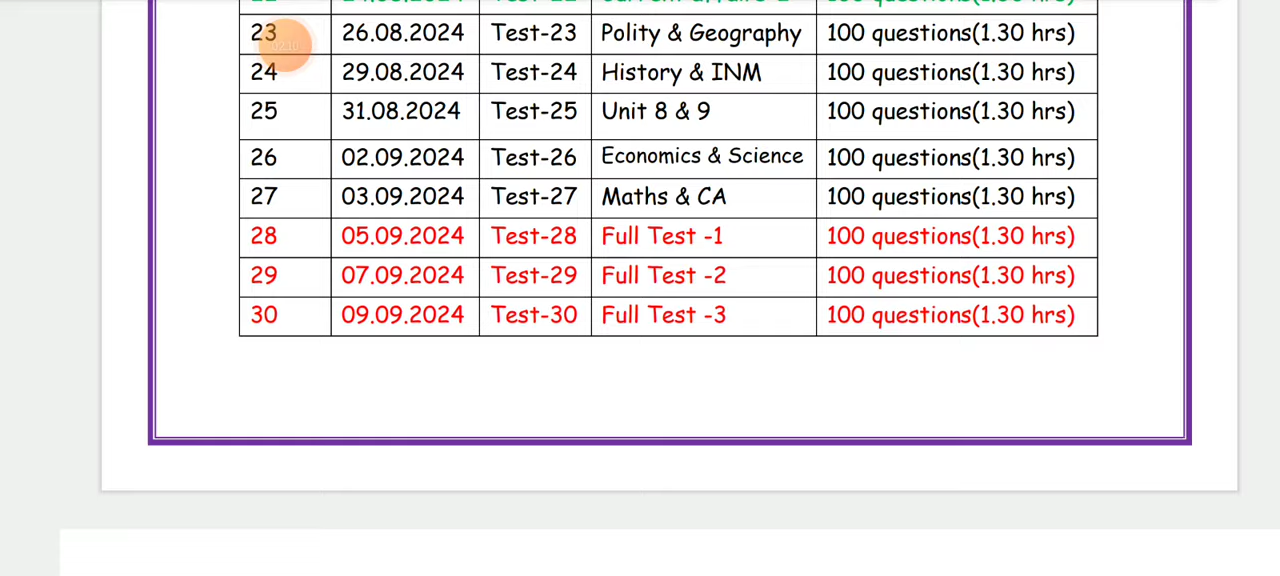 23 26.08.2024 Test-23 Polity & Geography 100 questions(1.30 hrs)
24 29.08.2024 Test-24 History & INM 100 questions(1.30 hrs)
25 31.08.2024 Test-25 Unit 8 & 9 100 questions(1.30 hrs)
26 02.09.2024 Test-26 Economics & Science 100 questions(1.30 hrs)
27 03.09.2024 Test-27 Maths & CA 100 questions(1.30 hrs)
28 05.09.2024 Test-28 Full Test -1 100 questions(1.30 hrs)
29 07.09.2024 Test-29 Full Test -2 100 questions(1.30 hrs)
30 09.09.2024 Test-30 Full Test -3 100 questions(1.30 hrs)